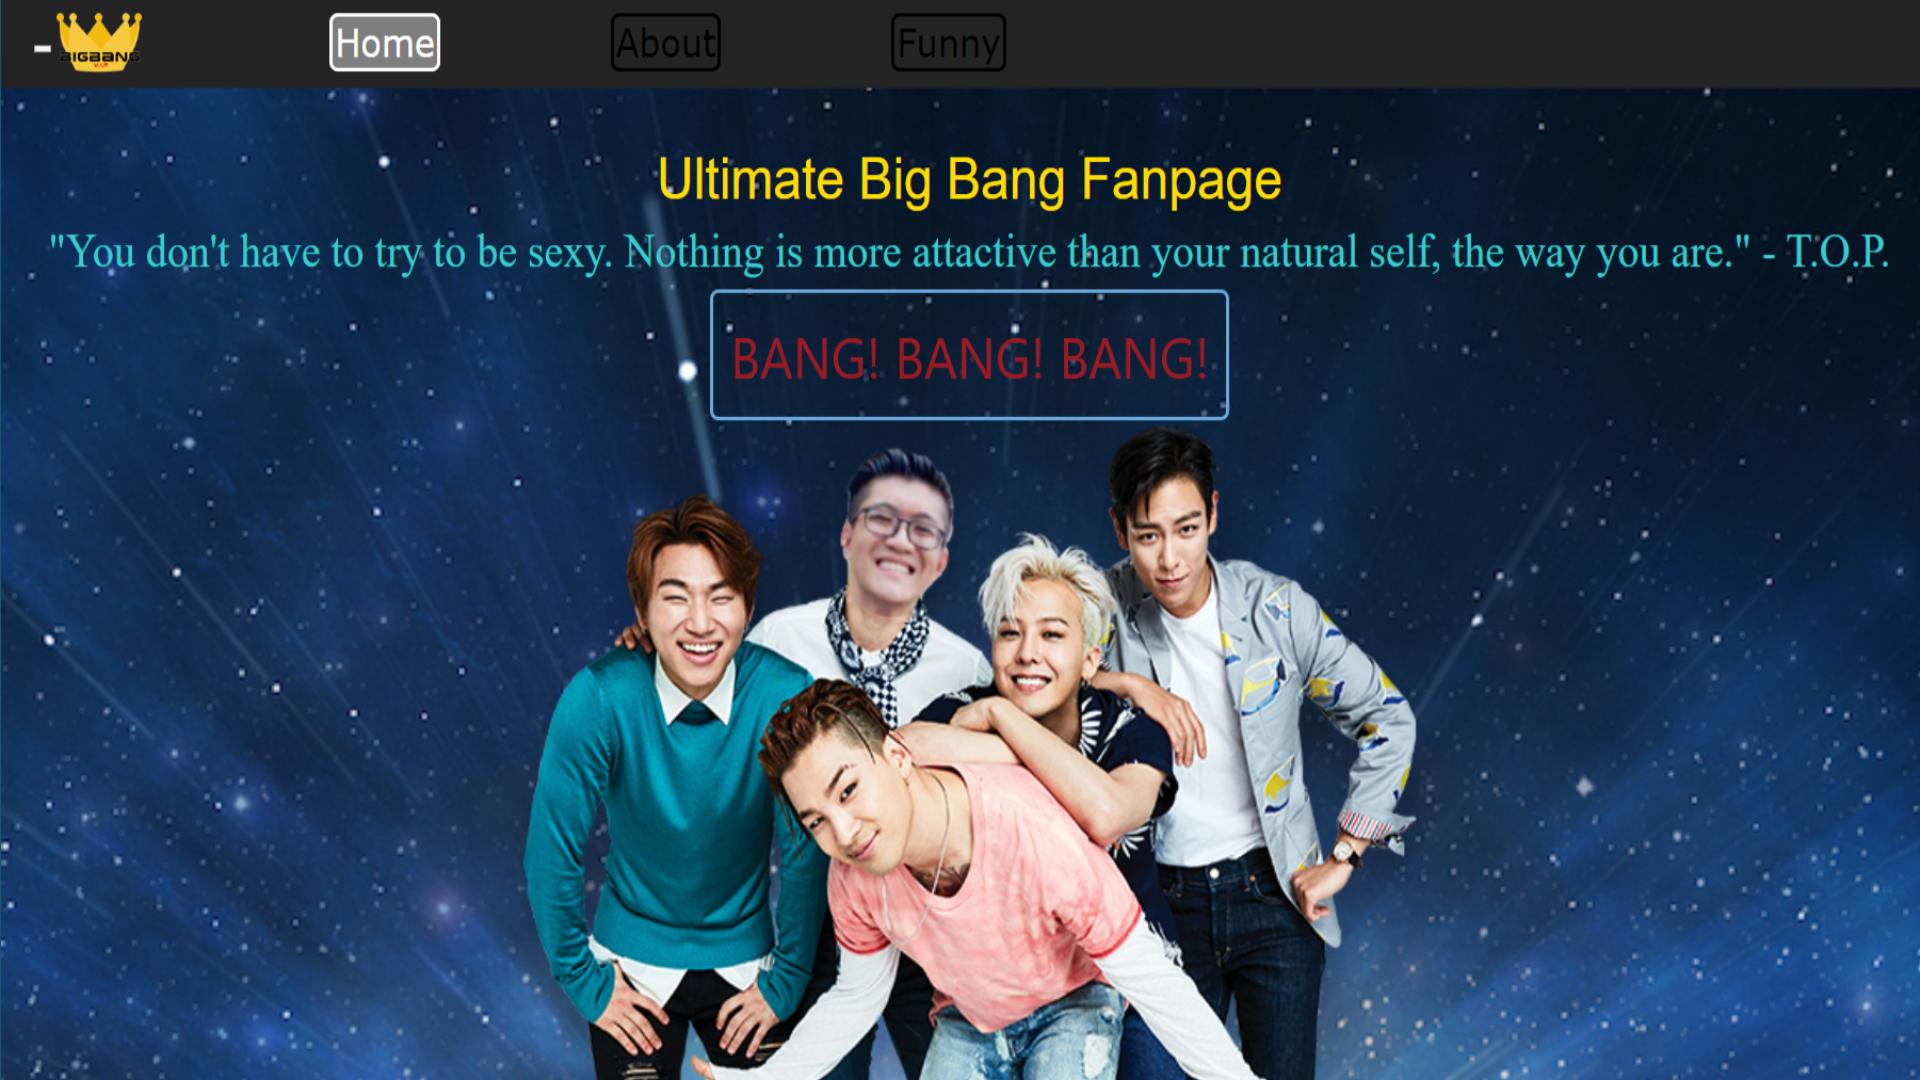 -
BIGBANG
V.I.P
Home
About
Funny
Ultimate Big Bang Fanpage
"You don't have to try to be sexy. Nothing is more attactive than your natural self, the way you are." - T.O.P.
BANG! BANG! BANG!